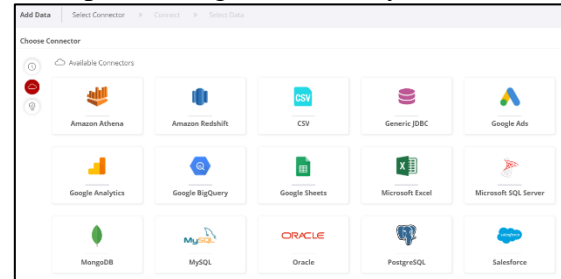 Add Data Select Connector » Connect » Select Data
Choose Connector
Available Connectors
Amazon Athena Amazon Redshift CSV Generic JDBC Google Ads
Google Analytics Google BigQuery Google Sheets Microsoft Excel Microsoft SQL Server
MySQL ORACLE salesforce
MongoDB MySQL Oracle PostgreSQL Salesforce